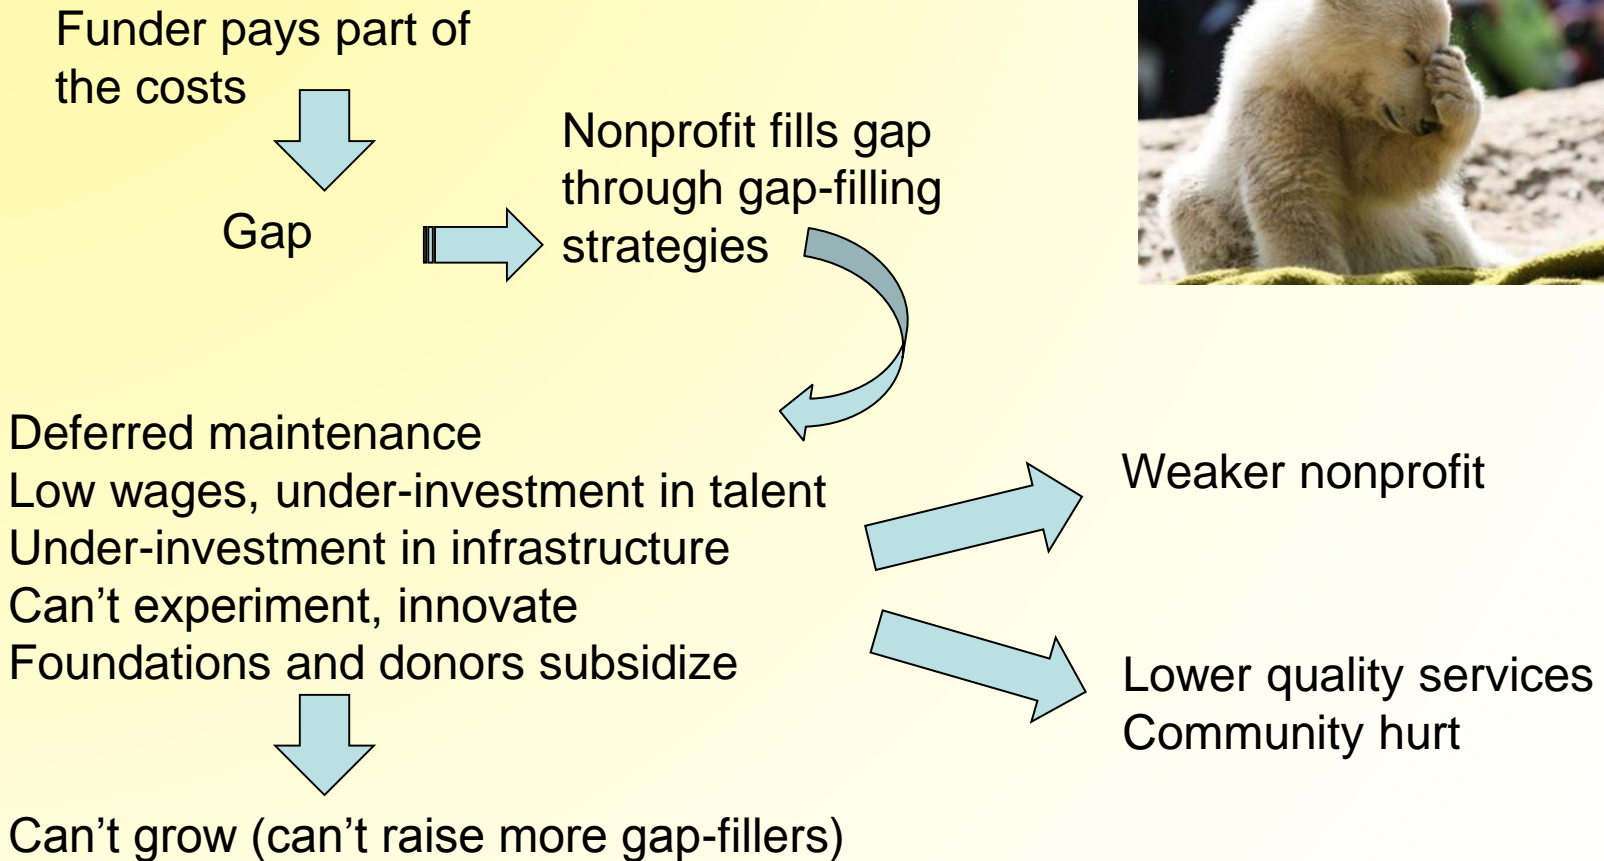 Funder pays part of
the costs
Gap
Nonprofit fills gap
through gap-filling
strategies
Deferred maintenance
Low wages, under-investment in talent
Under-investment in infrastructure
Can’t experiment, innovate
Foundations and donors subsidize
Weaker nonprofit
Lower quality services
Community hurt
Can’t grow (can’t raise more gap-fillers)